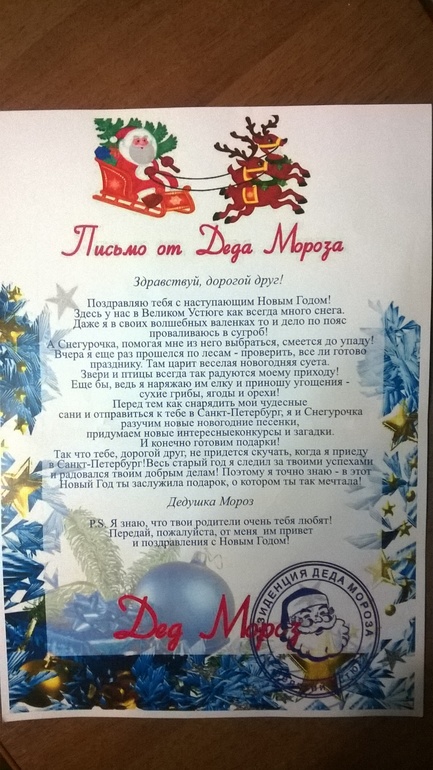 Письмо от Деда Мороза
Здравствуй, дорогой друг!
Поздравляю тебя с наступающим Новым Годом!
Здесь у нас в Великом Устюге как всегда много снега.
Даже я в своих волшебных валенках то и дело по пояс
проваливаюсь в сугроб!
А Снегурочка, помогая мне из него выбраться, смеется до упаду!
Вчера я еще раз прошелся по лесам - проверить, все ли готово
празднику. Там царит веселая новогодняя суета.
Звери и птицы всегда так радуются моему приходу!
Еще бы, ведь я наряжаю им елку и приношу угощения -
сухие грибы, ягоды и орехи!
Перед тем как снарядить мои чудесные
сани и отправиться к тебе в Санкт-Петербург, я и Снегурочка
разучим новые новогодние песенки,
придумаем новые интересныеконкурсы и загадки.
И конечно готовим подарки!
Так что тебе, дорогой друг, не придется скучать, когда я приеду
в Санкт-Петербург!Весь старый год я следил за твоими успехами
и радовался твоим добрым делам! Поэтому я точно знаю - в этот
Новый Год ты заслужила подарок, о котором ты так мечтала!
Дедушка Мороз
P.S. Я знаю, что твои родители очень тебя любят!
Передай, пожалуйста, от меня им привет
и поздравления с Новым Годом!
Дед Мороз
РЕЗИДЕНЦИЯ ДЕДА МОРОЗА